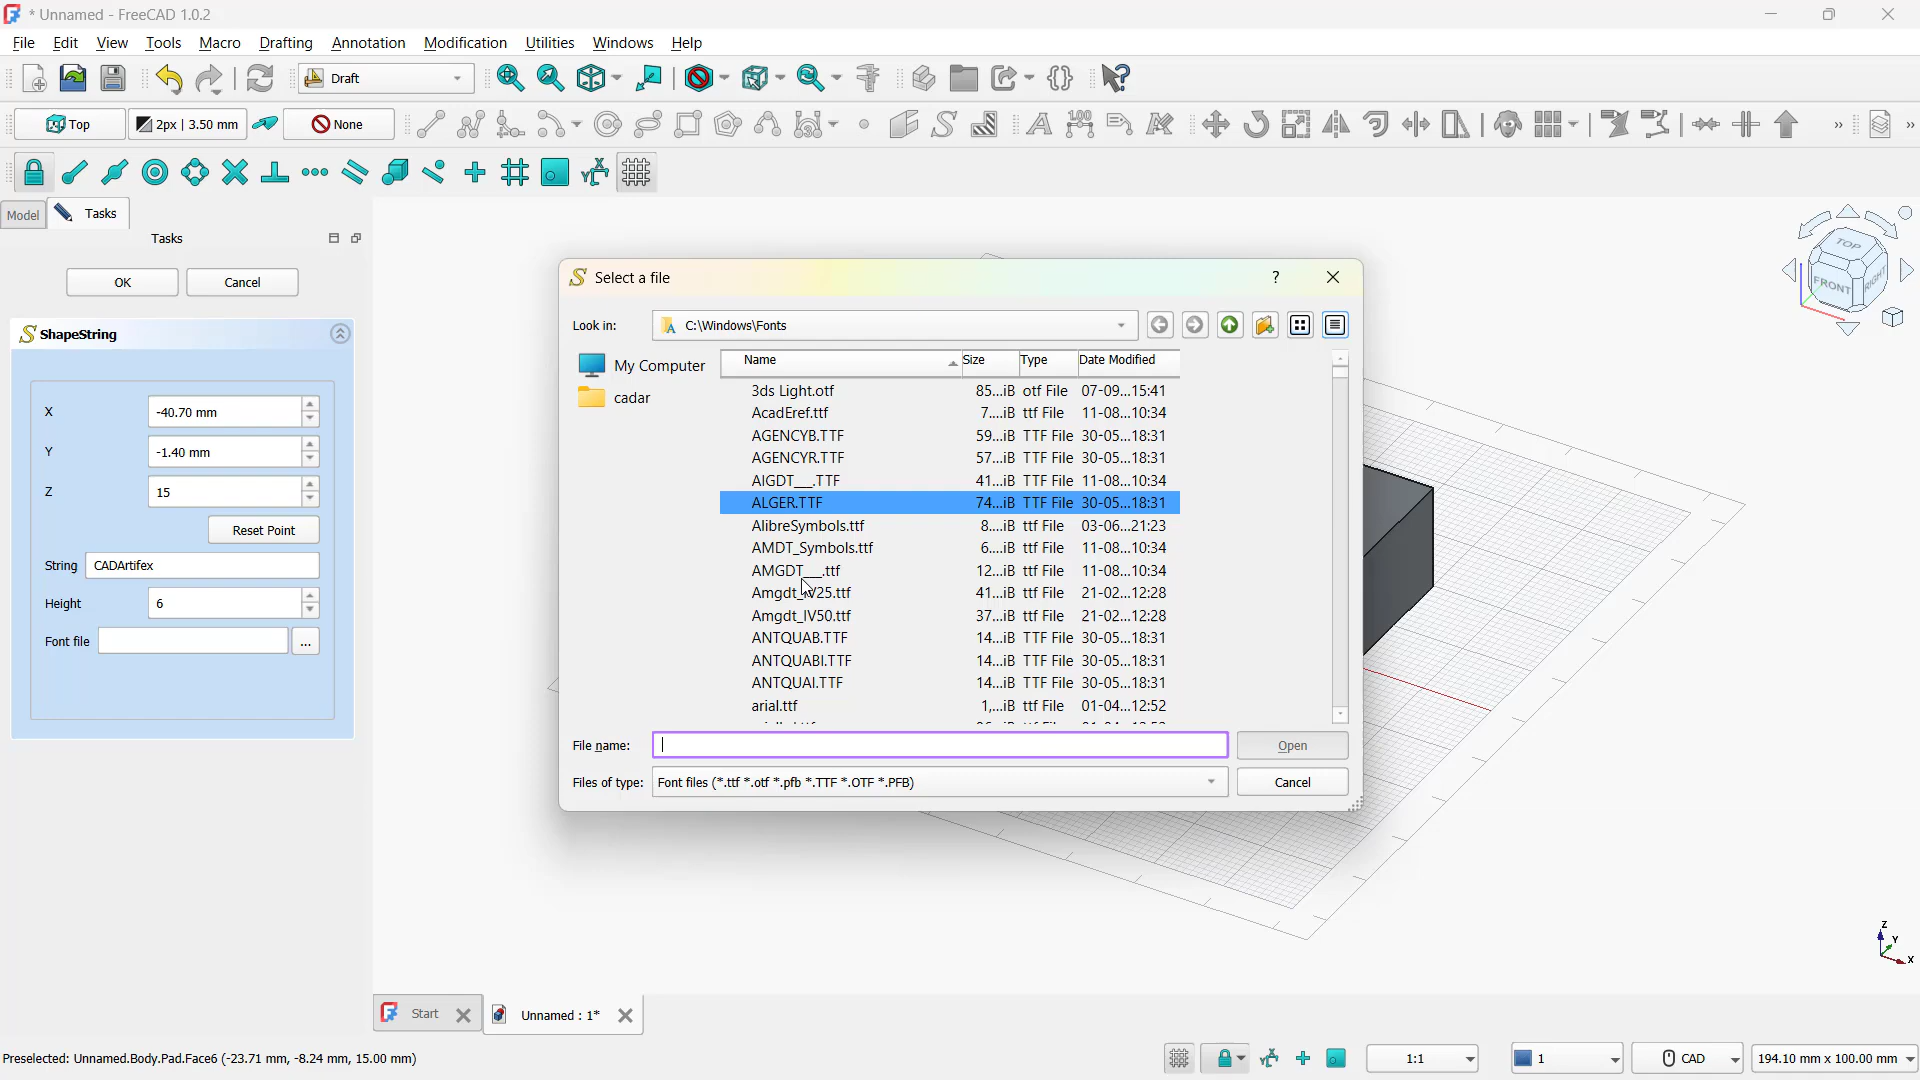 * Unnamed - FreeCAD 1.0.2
File Edit View Tools Macro Drafting Annotation Modification Utilities Windows Help
Draft
Top 2px | 3.50 mm None
Model Tasks
Tasks
OK Cancel
ShapeString
X -40.70 mm
Y -1.40 mm
Z 15
Reset Point
String CADArtifex
Height 6
Font file ...
Select a file
Look in: C:\Windows\Fonts
My Computer
cadar
Name Size Type Date Modified
3ds Light.otf 85...iB otf File 07-09...15:41
AcadEref.ttf 7....iB ttf File 11-08...10:34
AGENCYB.TTF 59...iB TTF File 30-05...18:31
AGENCYR.TTF 57...iB TTF File 30-05...18:31
AIGDT___.TTF 41...iB TTF File 11-08...10:34
ALGER.TTF 74...iB TTF File 30-05...18:31
AlibreSymbols.ttf 8....iB ttf File 03-06...21:23
AMDT_Symbols.ttf 6....iB ttf File 11-08...10:34
AMGDT___.ttf 12...iB ttf File 11-08...10:34
Amgdt_IV25.ttf 41...iB ttf File 21-02...12:28
Amgdt_IV50.ttf 37...iB ttf File 21-02...12:28
ANTQUAB.TTF 14...iB TTF File 30-05...18:31
ANTQUABI.TTF 14...iB TTF File 30-05...18:31
ANTQUAI.TTF 14...iB TTF File 30-05...18:31
arial.ttf 1,...iB ttf File 01-04...12:52
File name: Open
Files of type: Font files (*.ttf *.otf *.pfb *.TTF *.OTF *.PFB) Cancel
TOP
FRONT RIGHT
Z
Y
X
Start Unnamed : 1*
Preselected: Unnamed.Body.Pad.Face6 (-23.71 mm, -8.24 mm, 15.00 mm) 1:1 1 CAD 194.10 mm x 100.00 mm